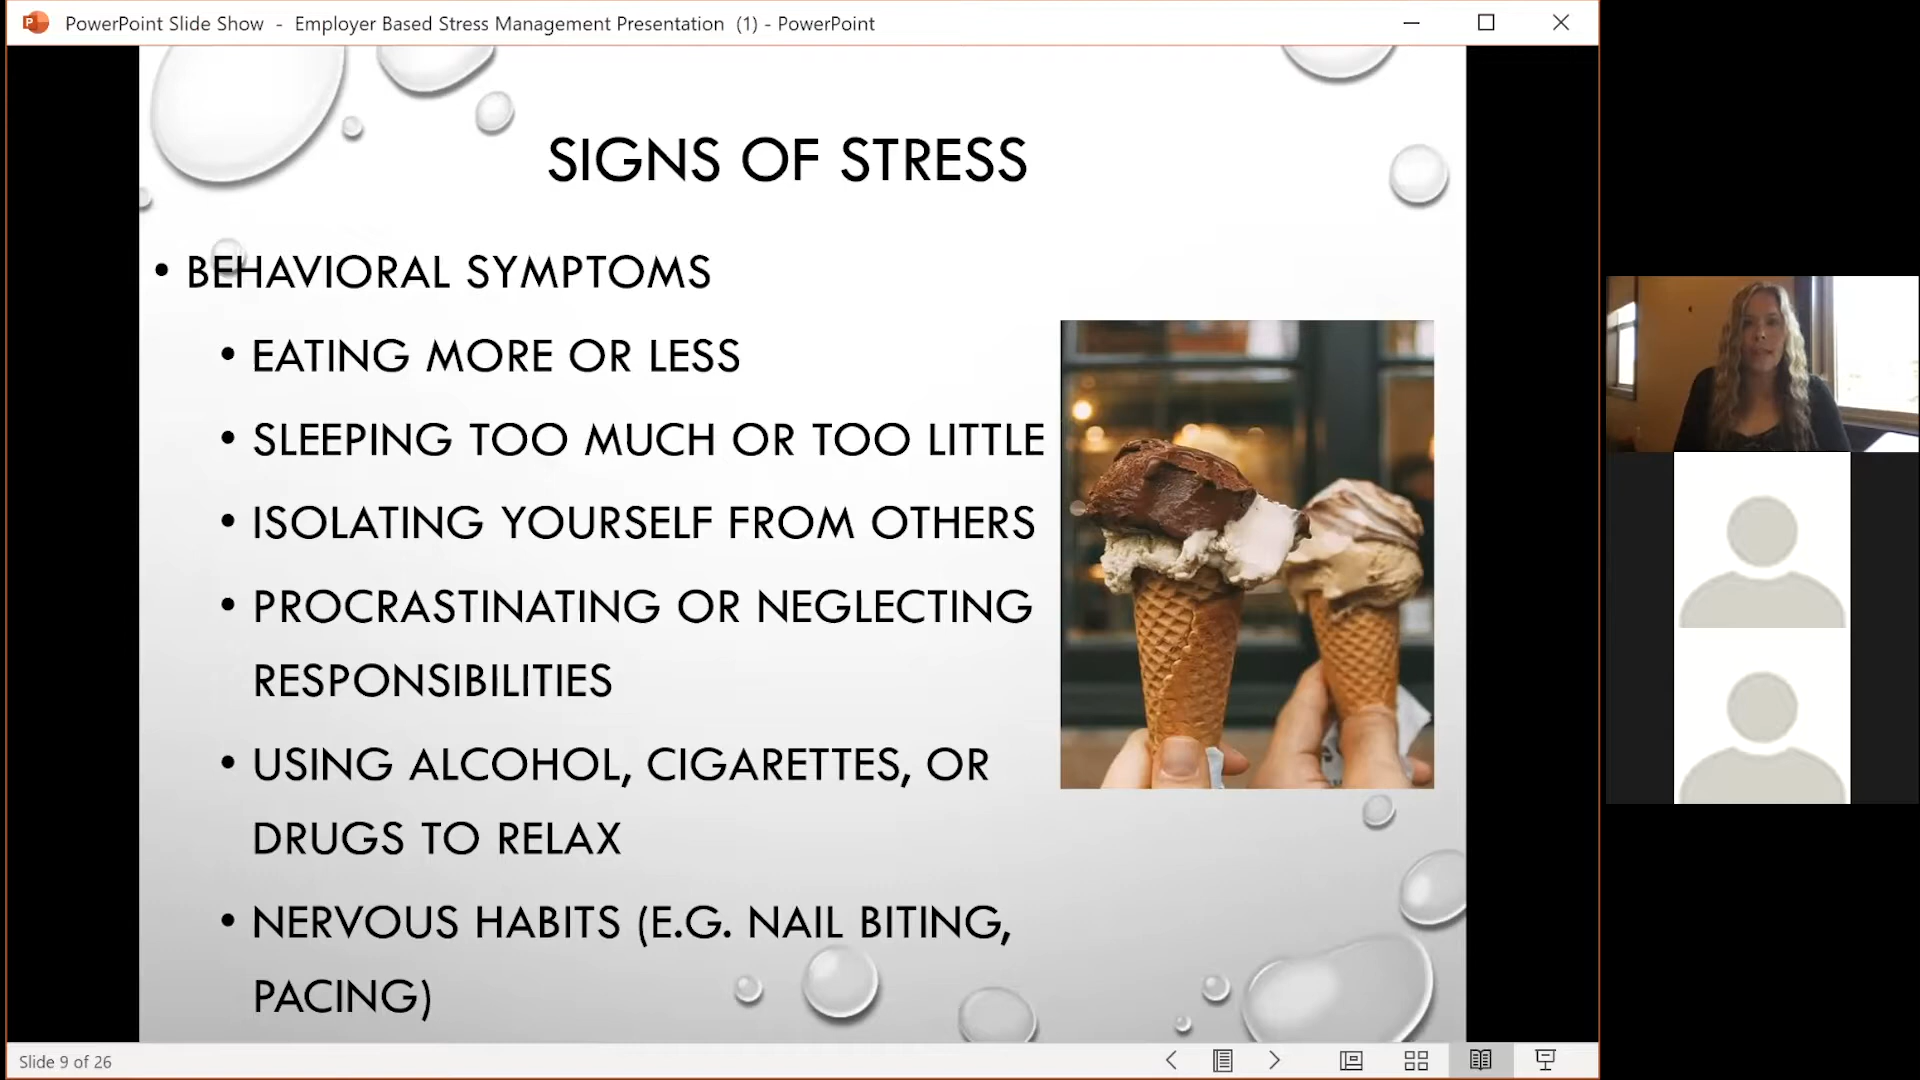 PowerPoint Slide Show - Employer Based Stress Management Presentation (1) - PowerPoint
SIGNS OF STRESS
• BEHAVIORAL SYMPTOMS
• EATING MORE OR LESS
• SLEEPING TOO MUCH OR TOO LITTLE
• ISOLATING YOURSELF FROM OTHERS
• PROCRASTINATING OR NEGLECTING
RESPONSIBILITIES
• USING ALCOHOL, CIGARETTES, OR
DRUGS TO RELAX
• NERVOUS HABITS (E.G. NAIL BITING,
PACING)
Slide 9 of 26